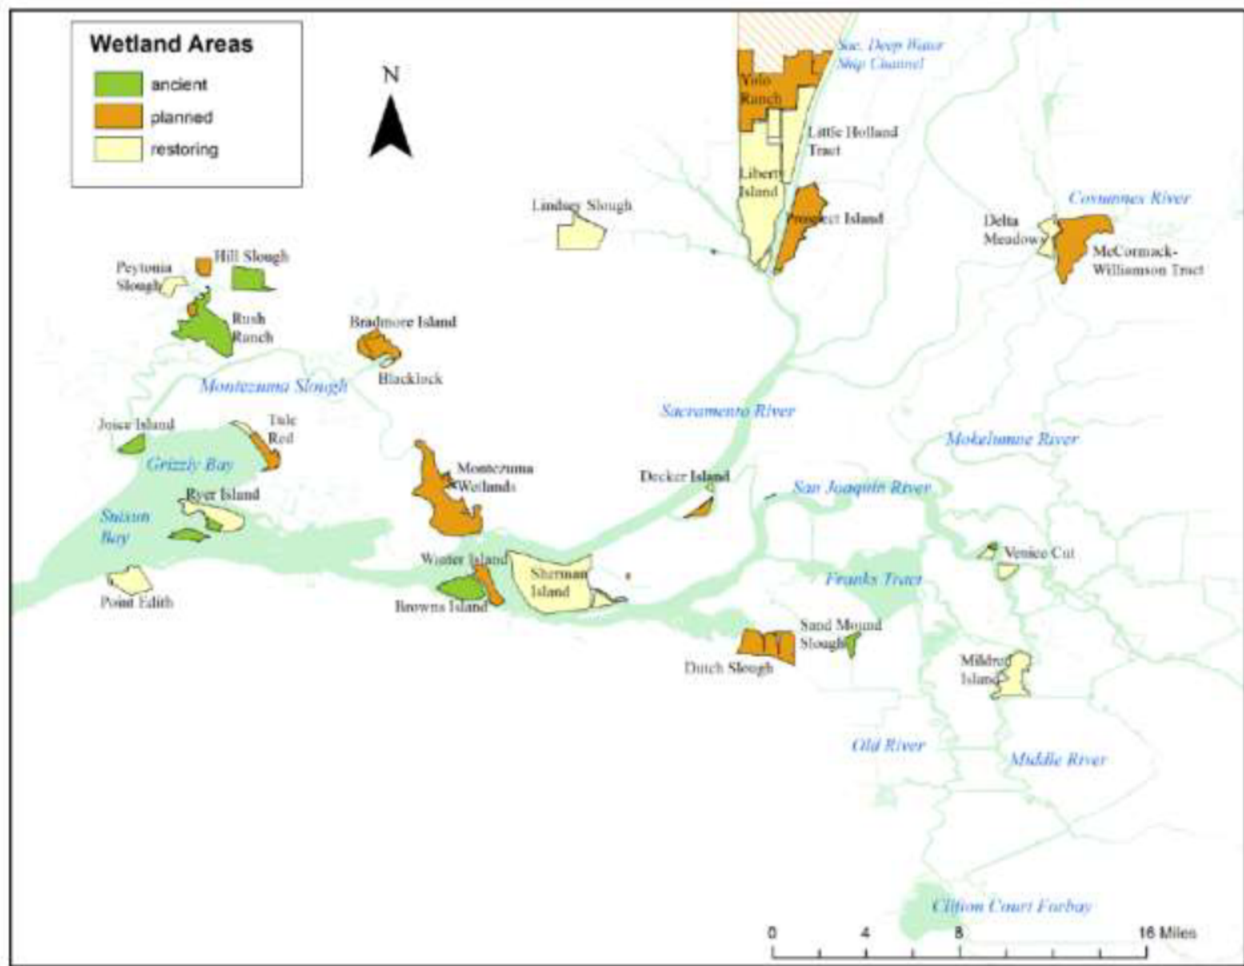 Wetland Areas
ancient
planned
restoring
N
Sac. Deep Water
Ship Channel
Yolo
Ranch
Little Holland
Tract
Liberty
Island
Lindsey Slough
Prospect Island
Cosumnes River
Delta
Meadows
McCormack-
Williamson Tract
Hill Slough
Peytonia
Slough
Rush
Ranch
Bradmore Island
Blacklock
Montezuma Slough
Joice Island
Tule
Red
Grizzly Bay
Sacramento River
Mokelumne River
Montezuma
Wetlands
Decker Island
San Joaquin River
Ryer Island
Suisun
Bay
Venice Cut
Winter Island
Sherman
Island
Franks Tract
Point Edith
Browns Island
Sand Mound
Slough
Dutch Slough
Mildred
Island
Old River
Middle River
Clifton Court Forbay
0 4 8 16 Miles